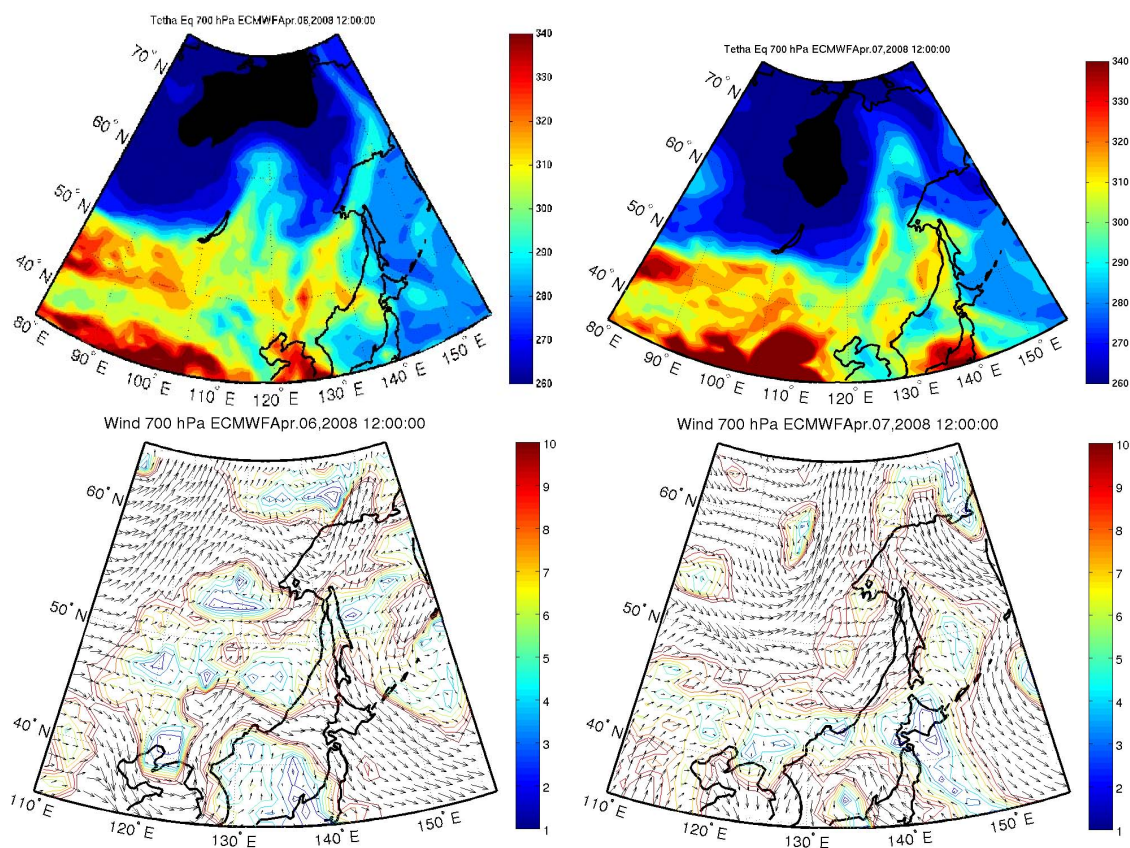 Tetha Eq 700 hPa ECMWFApr.06,2008 12:00:00
70° N
60° N
50° N
40° N
80° E
90° E
100° E
110° E
120° E
130° E
140° E
150° E
340
330
320
310
300
290
280
270
260
Tetha Eq 700 hPa ECMWFApr.07,2008 12:00:00
70° N
60° N
50° N
40° N
80° E
90° E
100° E
110° E
120° E
130° E
140° E
150° E
340
330
320
310
300
290
280
270
260
Wind 700 hPa ECMWFApr.06,2008 12:00:00
60° N
50° N
40° N
110° E
120° E
130° E
140° E
150° E
10
9
8
7
6
5
4
3
2
1
Wind 700 hPa ECMWFApr.07,2008 12:00:00
60° N
50° N
40° N
110° E
120° E
130° E
140° E
150° E
10
9
8
7
6
5
4
3
2
1